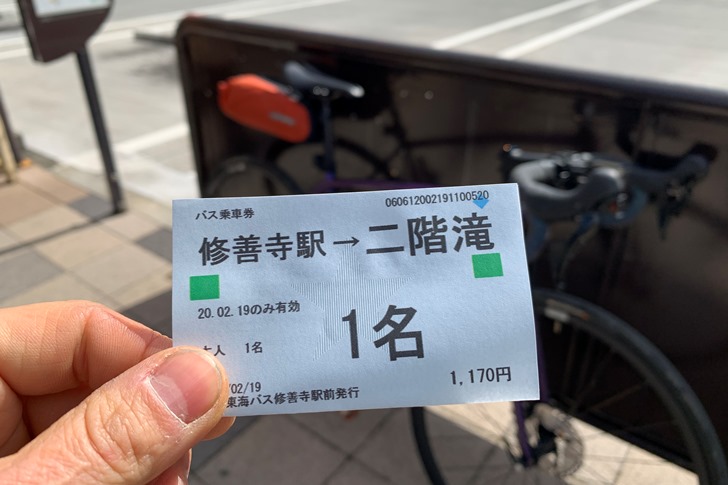 バス乗車券
060612002191100520
修善寺駅→二階滝
20.02.19のみ有効
1名
人 1名
1,170円
/02/19
東海バス修善寺駅前発行